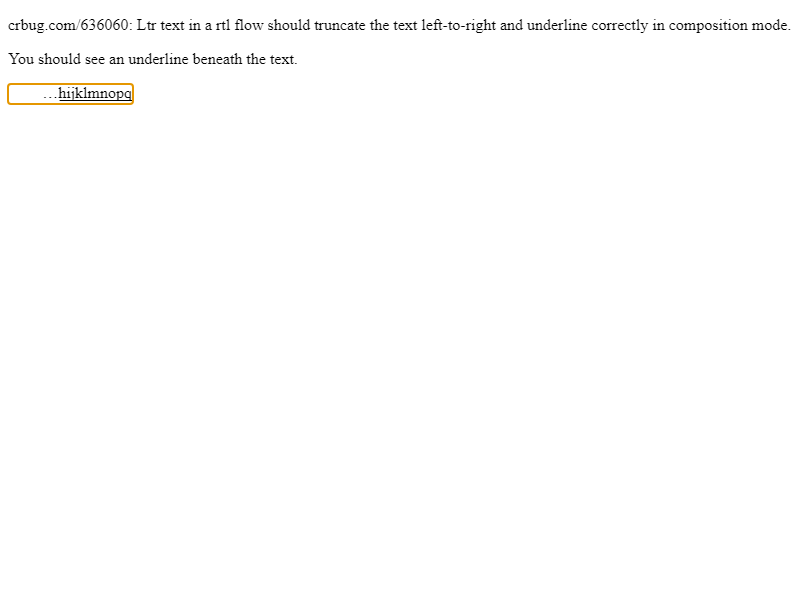 crbug.com/636060: Ltr text in a rtl flow should truncate the text left-to-right and underline correctly in composition mode.
You should see an underline beneath the text.
…hijklmnopq